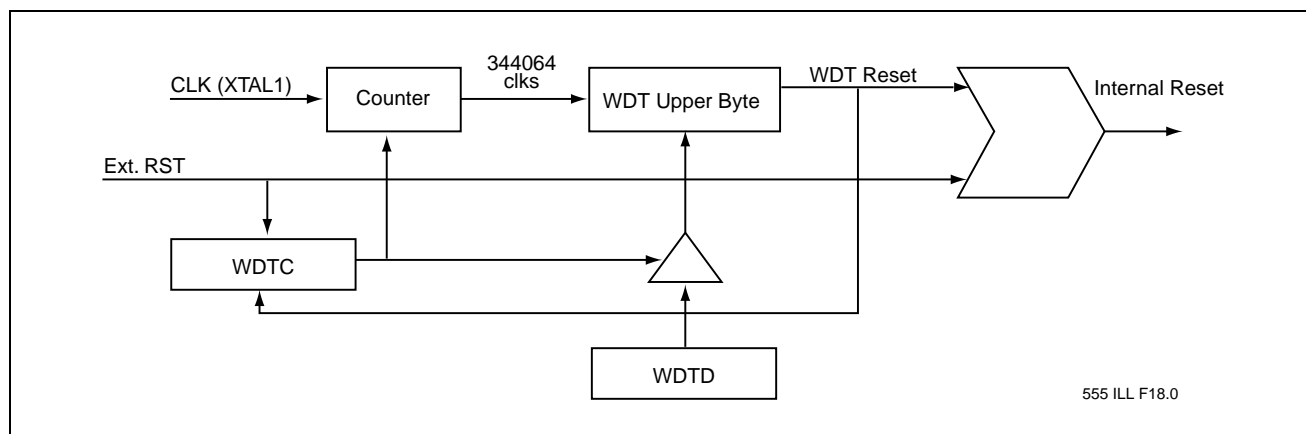 CLK (XTAL1)
Counter
344064
clks
WDT Upper Byte
WDT Reset
Internal Reset
Ext. RST
WDTC
WDTD
555 ILL F18.0